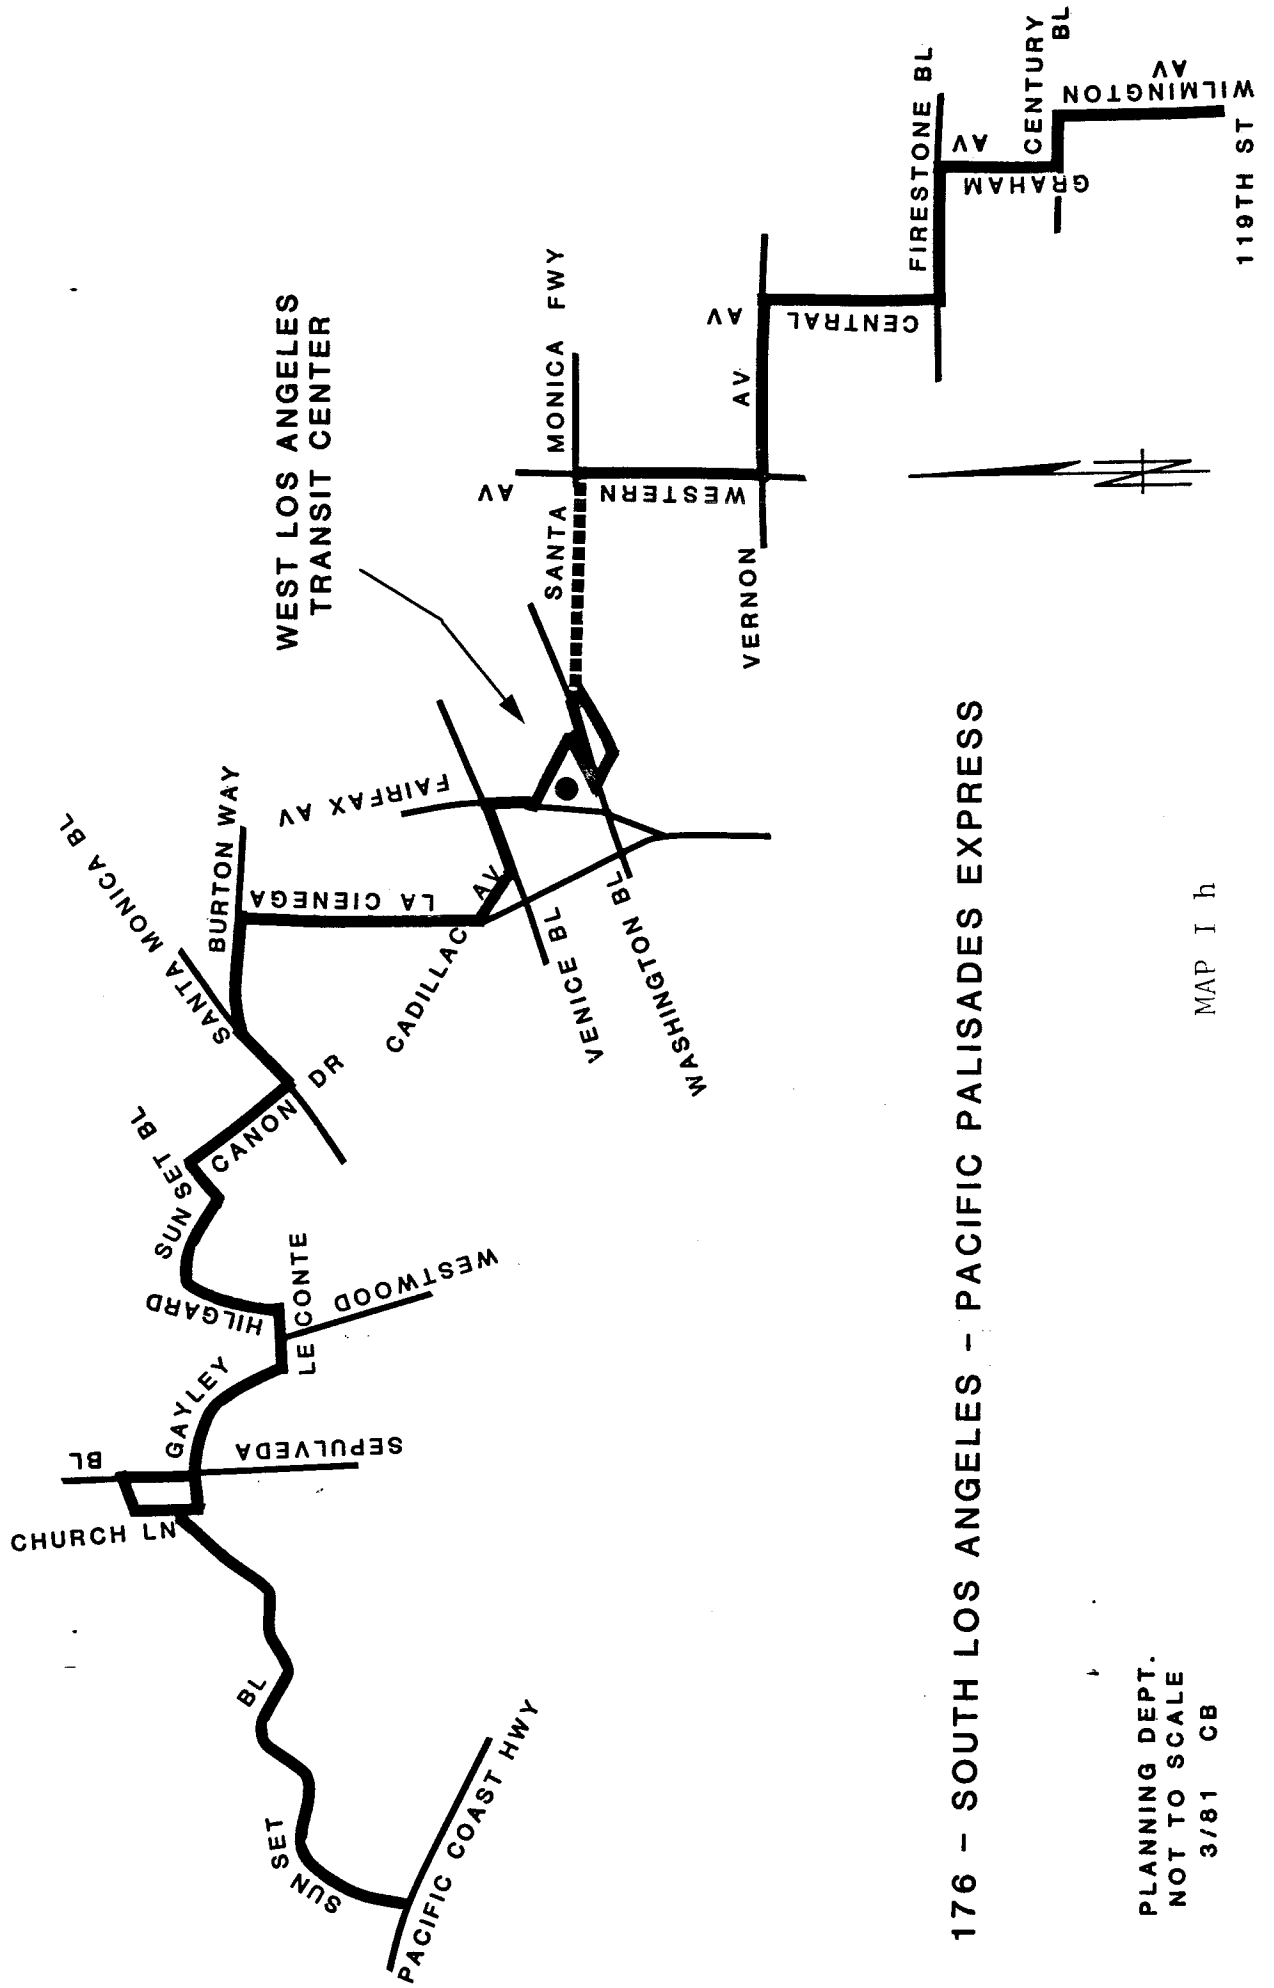 PACIFIC COAST HWY
SUN SET
BL
CHURCH LN
SEPULVEDA
BL
GAYLEY
LE CONTE
WESTWOOD
HILGARD
SUN SET BL
CANON DR
SANTA MONICA BL
BURTON WAY
LA CIENEGA
CADILLAC AV
VENICE BL
WASHINGTON BL
FAIRFAX AV
WEST LOS ANGELES
TRANSIT CENTER
SANTA MONICA FWY
WESTERN AV
VERNON AV
CENTRAL AV
FIRESTONE BL
GRAHAM AV
CENTURY BL
WILMINGTON AV
119TH ST
N
176 – SOUTH LOS ANGELES – PACIFIC PALISADES EXPRESS
PLANNING DEPT.
NOT TO SCALE
3/81 CB
MAP I h